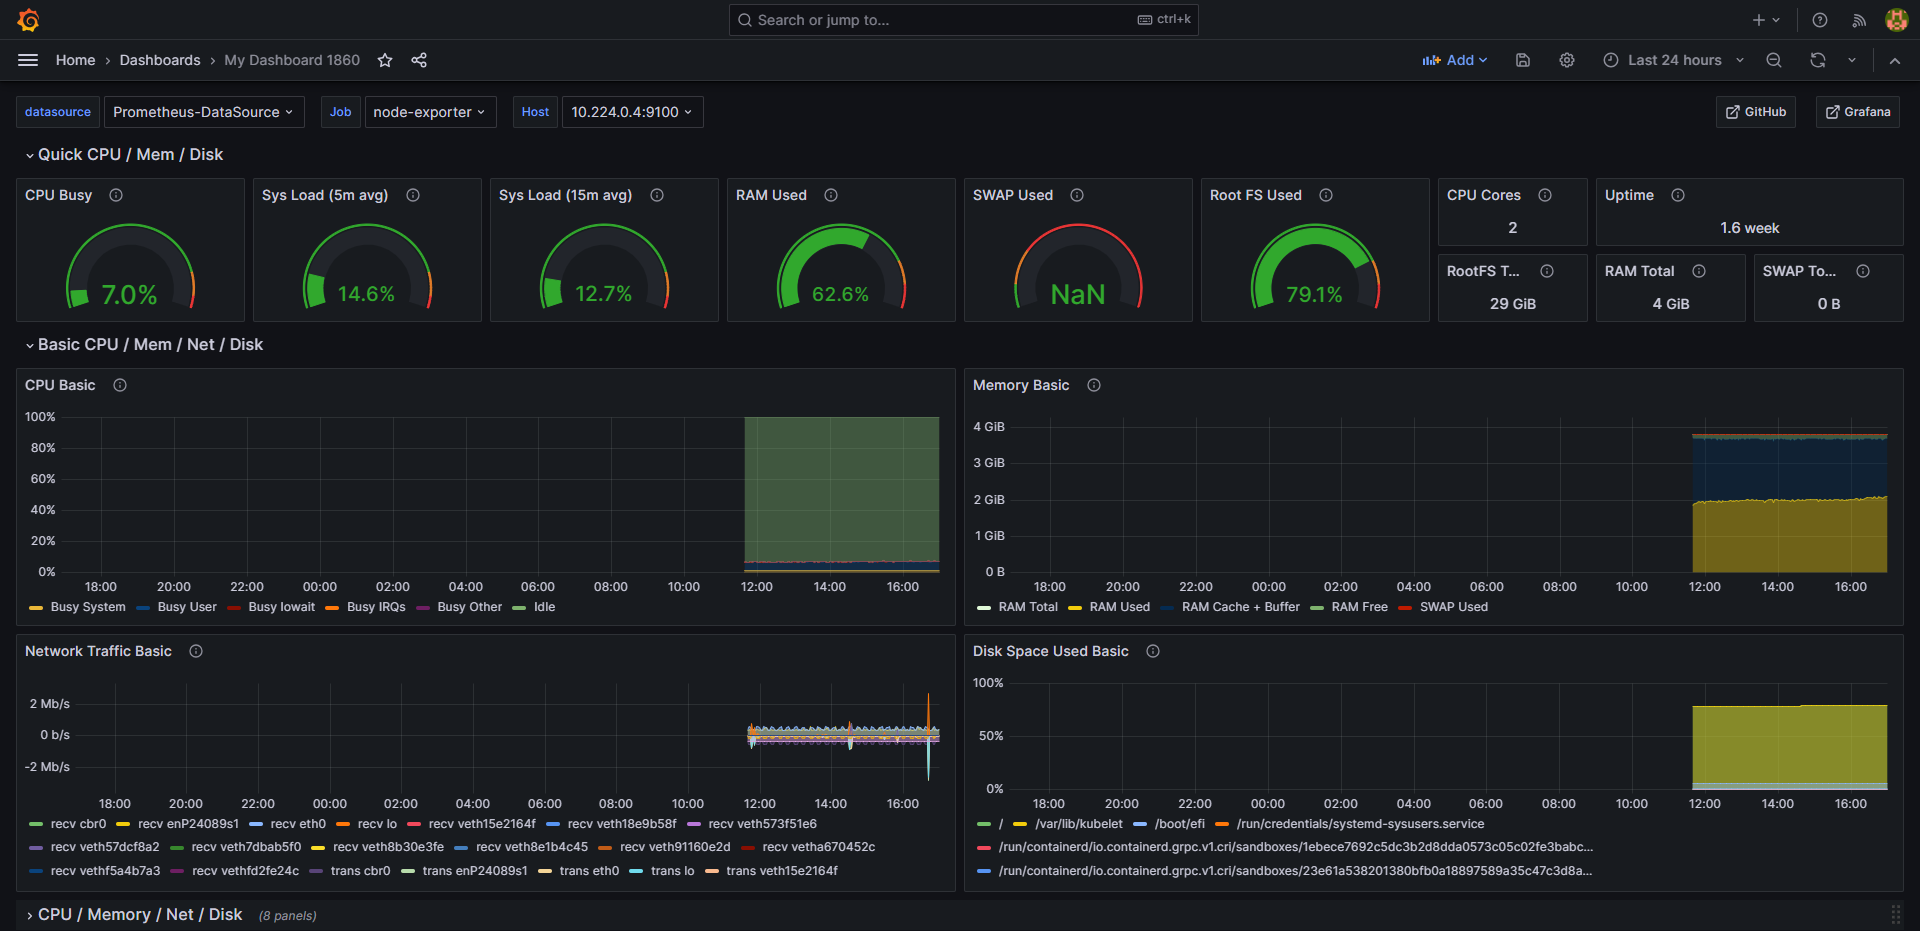 Search or jump to... ctrl+k
Home › Dashboards › My Dashboard 1860 Add Last 24 hours
datasource Prometheus-DataSource Job node-exporter Host 10.224.0.4:9100 GitHub Grafana
Quick CPU / Mem / Disk
CPU Busy Sys Load (5m avg) Sys Load (15m avg) RAM Used SWAP Used Root FS Used CPU Cores Uptime
2 1.6 week
RootFS T... RAM Total SWAP To...
7.0% 14.6% 12.7% 62.6% NaN 79.1% 29 GiB 4 GiB 0 B
Basic CPU / Mem / Net / Disk
CPU Basic
100%
80%
60%
40%
20%
0%
18:00 20:00 22:00 00:00 02:00 04:00 06:00 08:00 10:00 12:00 14:00 16:00
Busy System Busy User Busy Iowait Busy IRQs Busy Other Idle
Memory Basic
4 GiB
3 GiB
2 GiB
1 GiB
0 B
18:00 20:00 22:00 00:00 02:00 04:00 06:00 08:00 10:00 12:00 14:00 16:00
RAM Total RAM Used RAM Cache + Buffer RAM Free SWAP Used
Network Traffic Basic
2 Mb/s
0 b/s
-2 Mb/s
18:00 20:00 22:00 00:00 02:00 04:00 06:00 08:00 10:00 12:00 14:00 16:00
recv cbr0 recv enP24089s1 recv eth0 recv lo recv veth15e2164f recv veth18e9b58f recv veth573f51e6
recv veth57dcf8a2 recv veth7dbab5f0 recv veth8b30e3fe recv veth8e1b4c45 recv veth91160e2d recv vetha670452c
recv vethf5a4b7a3 recv vethfd2fe24c trans cbr0 trans enP24089s1 trans eth0 trans lo trans veth15e2164f
Disk Space Used Basic
100%
50%
0%
18:00 20:00 22:00 00:00 02:00 04:00 06:00 08:00 10:00 12:00 14:00 16:00
/ /var/lib/kubelet /boot/efi /run/credentials/systemd-sysusers.service
/run/containerd/io.containerd.grpc.v1.cri/sandboxes/1ebece7692c5dc3b2d8dda0573c05c02fe3babc...
/run/containerd/io.containerd.grpc.v1.cri/sandboxes/23e61a538201380bfb0a18897589a35c47c3d8a...
CPU / Memory / Net / Disk (8 panels)